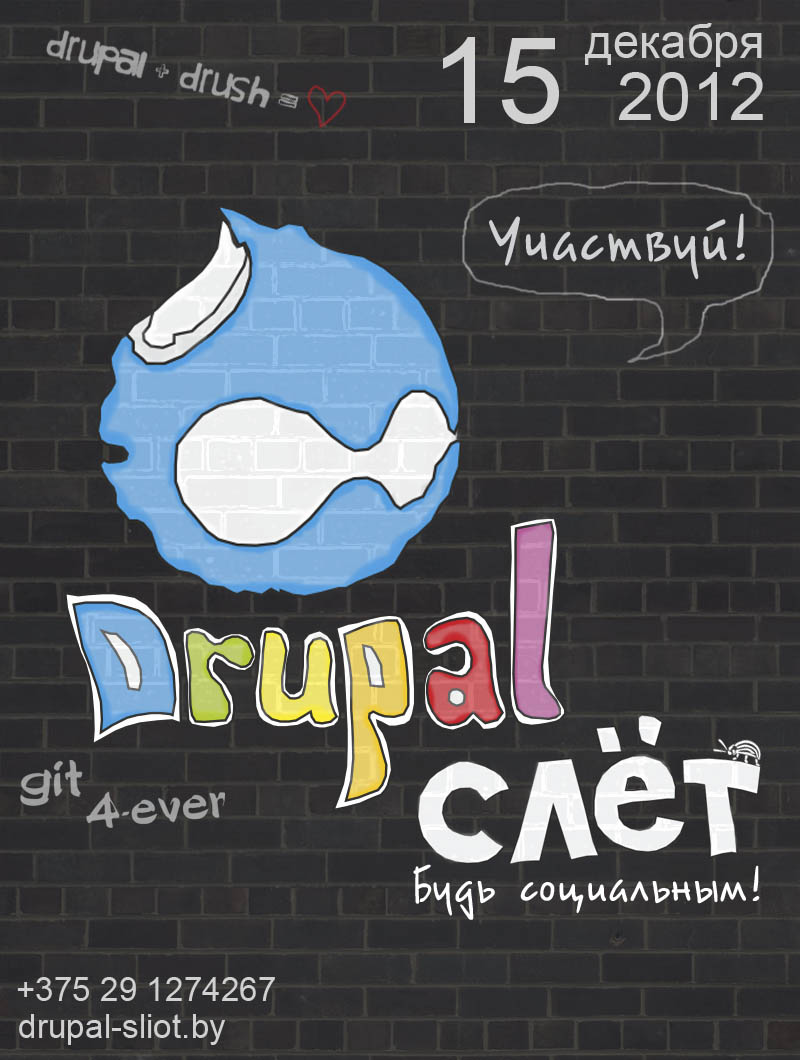 drupal + drush =
15 декабря
2012
Участвуй!
Drupal
слёт
git
4-ever
Будь социальным!
+375 29 1274267
drupal-sliot.by